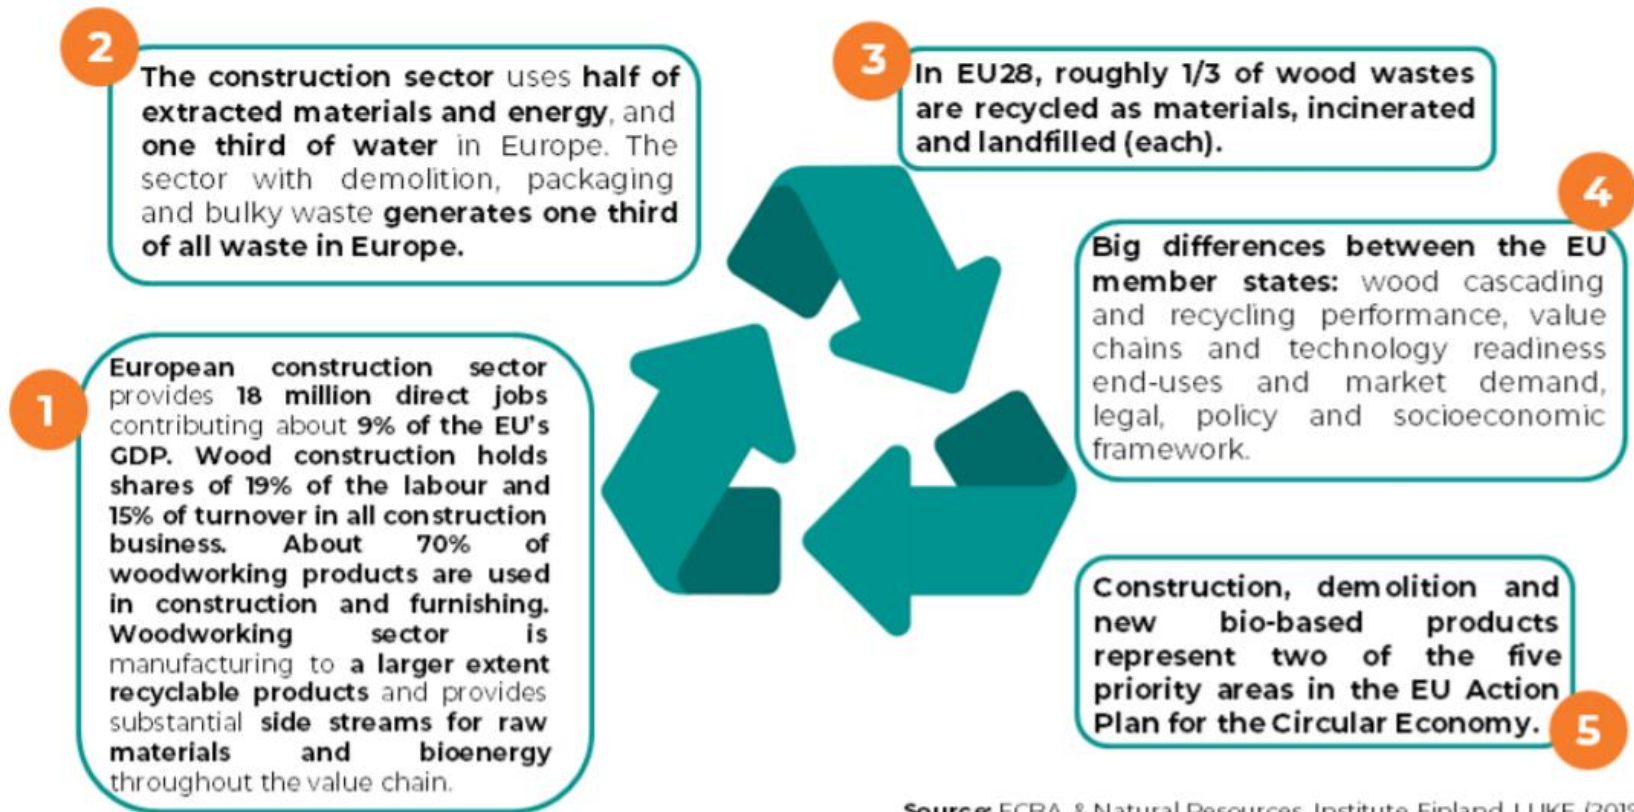 1
European construction sector
provides 18 million direct jobs
contributing about 9% of the EU's
GDP. Wood construction holds
shares of 19% of the labour and
15% of turnover in all construction
business. About 70% of
woodworking products are used
in construction and furnishing.
Woodworking sector is
manufacturing to a larger extent
recyclable products and provides
substantial side streams for raw
materials and bioenergy
throughout the value chain.
2
The construction sector uses half of
extracted materials and energy, and
one third of water in Europe. The
sector with demolition, packaging
and bulky waste generates one third
of all waste in Europe.
3
In EU28, roughly 1/3 of wood wastes
are recycled as materials, incinerated
and landfilled (each).
4
Big differences between the EU
member states: wood cascading
and recycling performance, value
chains and technology readiness
end-uses and market demand,
legal, policy and socioeconomic
framework.
5
Construction, demolition and
new bio-based products
represent two of the five
priority areas in the EU Action
Plan for the Circular Economy.
Source: Natural Resources Institute Finland LUKE